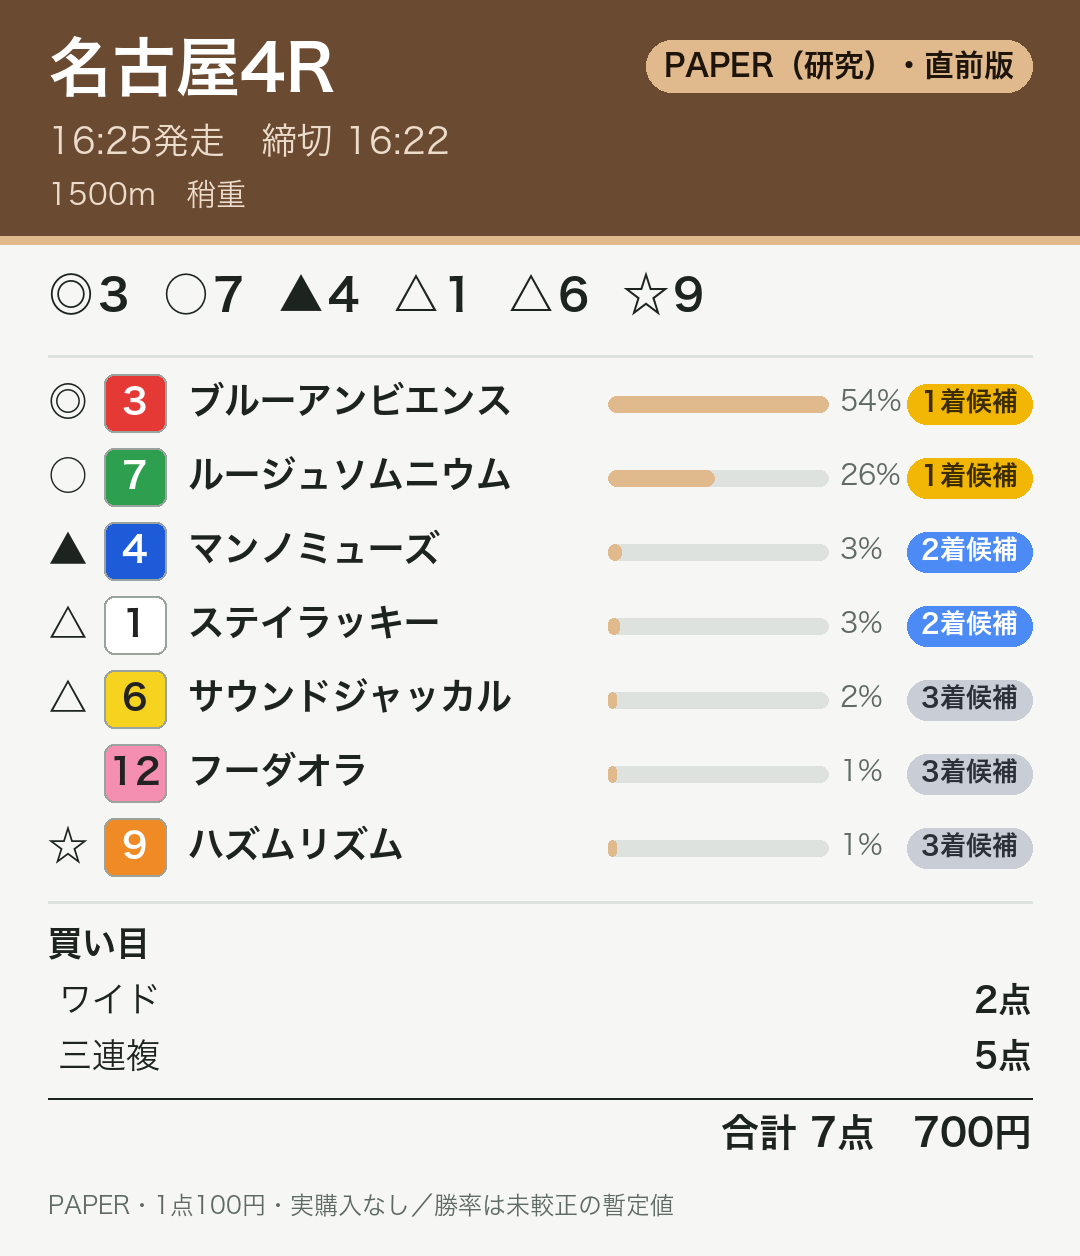 名古屋4R
PAPER（研究）・直前版
16:25発走　締切 16:22
1500m　稍重
◎3 ○7 ▲4 △1 △6 ☆9
◎ 3 ブルーアンビエンス 54% 1着候補
○ 7 ルージュソムニウム 26% 1着候補
▲ 4 マンノミューズ 3% 2着候補
△ 1 ステイラッキー 3% 2着候補
△ 6 サウンドジャッカル 2% 3着候補
12 フーダオラ 1% 3着候補
☆ 9 ハズムリズム 1% 3着候補
買い目
ワイド 2点
三連複 5点
合計 7点　700円
PAPER・1点100円・実購入なし／勝率は未較正の暫定値